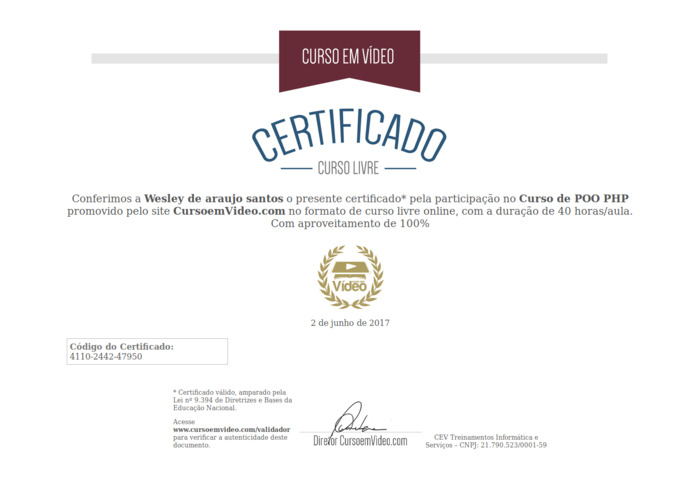 CURSO EM VÍDEO
CERTIFICADO
CURSO LIVRE
Conferimos a Wesley de araujo santos o presente certificado* pela participação no Curso de POO PHP
promovido pelo site CursoemVideo.com no formato de curso livre online, com a duração de 40 horas/aula.
Com aproveitamento de 100%
Vídeo
2 de junho de 2017
Código do Certificado:
4110-2442-47950
* Certificado válido, amparado pela
Lei nº 9.394 de Diretrizes e Bases da
Educação Nacional.
Acesse
www.cursoemvideo.com/validador
para verificar a autenticidade deste
documento.
Diretor CursoemVideo.com
CEV Treinamentos Informática e
Serviços – CNPJ: 21.790.523/0001-59